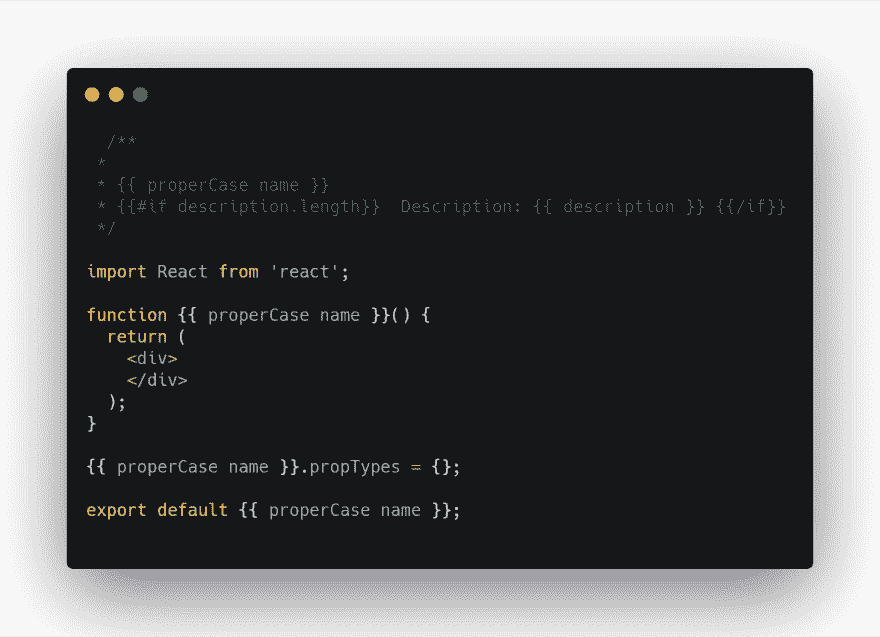 /**
*
* {{ properCase name }}
* {{#if description.length}}  Description: {{ description }} {{/if}}
*/
import React from 'react';
function {{ properCase name }}() {
return (
<div>
</div>
);
}
{{ properCase name }}.propTypes = {};
export default {{ properCase name }};